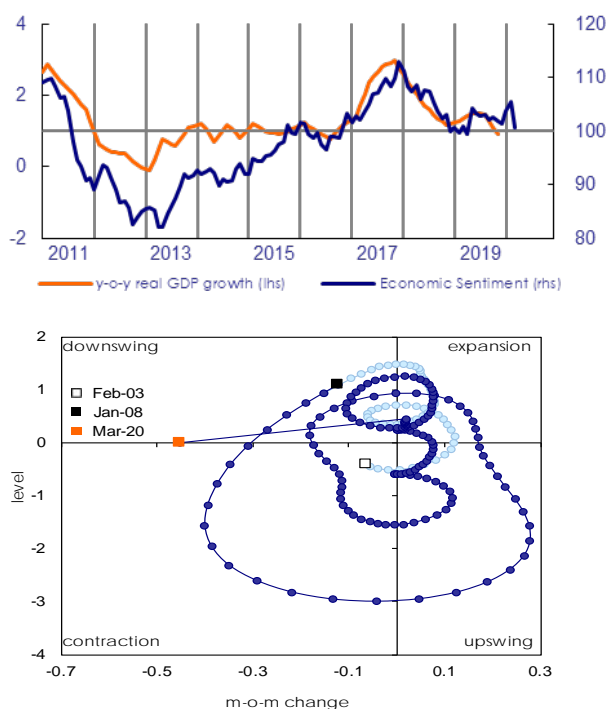 4 120
2 110
0 100
90
-2 80
2011 2013 2015 2017 2019
y-o-y real GDP growth (lhs) Economic Sentiment (rhs)
2
downswing expansion
1
Feb-03
Jan-08
Mar-20
0
level
-1
-2
-3
contraction upswing
-4
-0.7 -0.5 -0.3 -0.1 0.1 0.3
m-o-m change